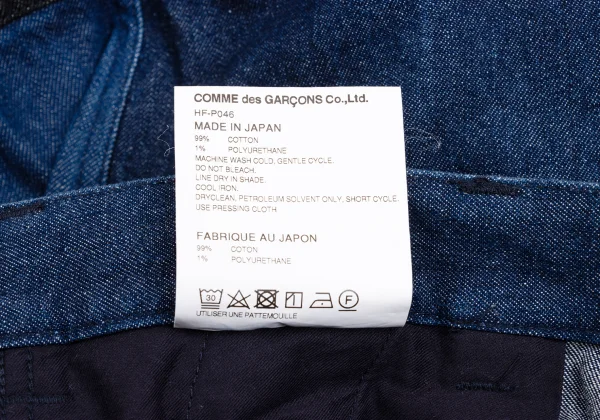 COMME des GARÇONS Co.,Ltd.
HF-P046
MADE IN JAPAN
99% COTTON
1% POLYURETHANE
MACHINE WASH COLD, GENTLE CYCLE.
DO NOT BLEACH.
LINE DRY IN SHADE.
COOL IRON.
DRYCLEAN, PETROLEUM SOLVENT ONLY, SHORT CYCLE.
USE PRESSING CLOTH.
FABRIQUE AU JAPON
99% COTON
1% POLYURETHANE
30 F
UTILISER UNE PATTEMOUILLE